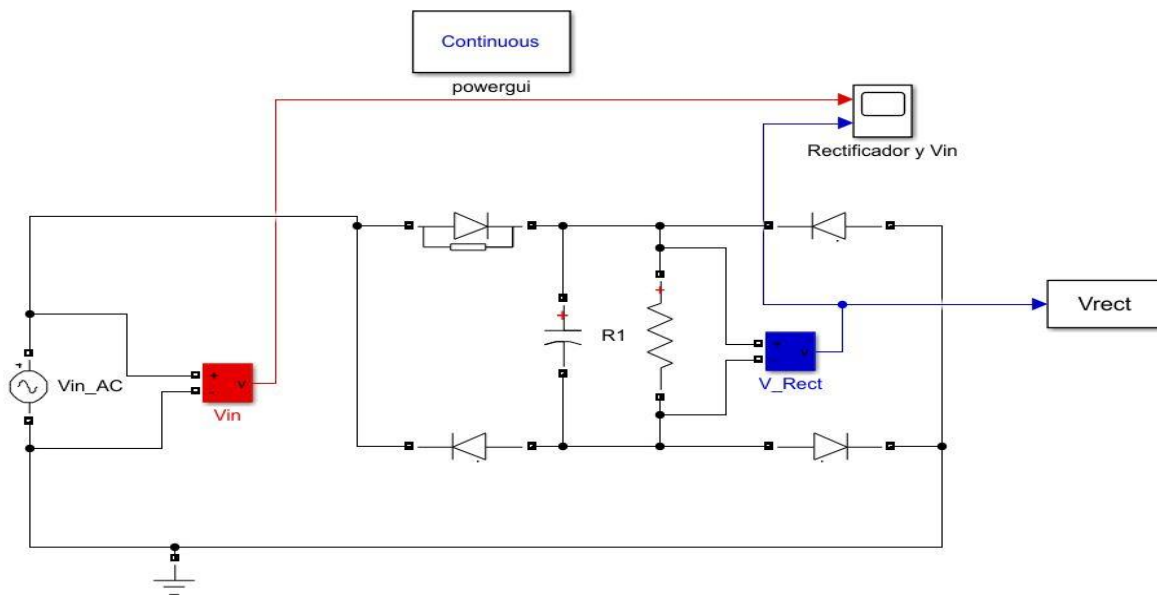 Continuous
powergui
Rectificador y Vin
Vrect
R1
+
-
v
V_Rect
Vin_AC
+
-
v
Vin